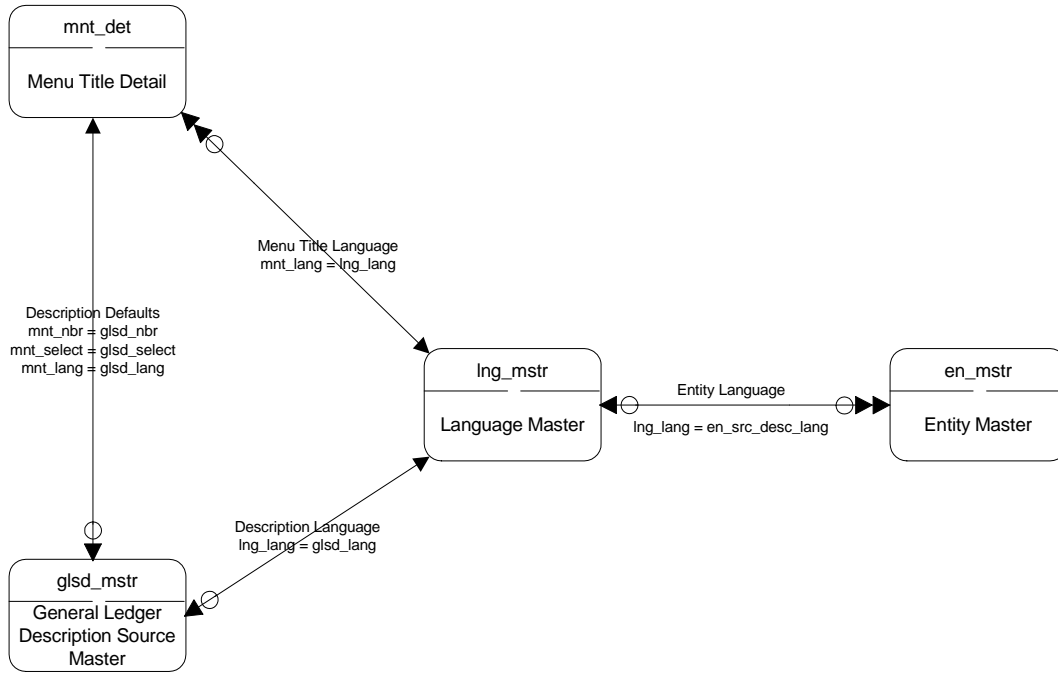 mnt_det
Menu Title Detail
Menu Title Language
mnt_lang = lng_lang
Description Defaults
mnt_nbr = glsd_nbr
mnt_select = glsd_select
mnt_lang = glsd_lang
lng_mstr
Language Master
Entity Language
lng_lang = en_src_desc_lang
en_mstr
Entity Master
Description Language
lng_lang = glsd_lang
glsd_mstr
General Ledger
Description Source
Master